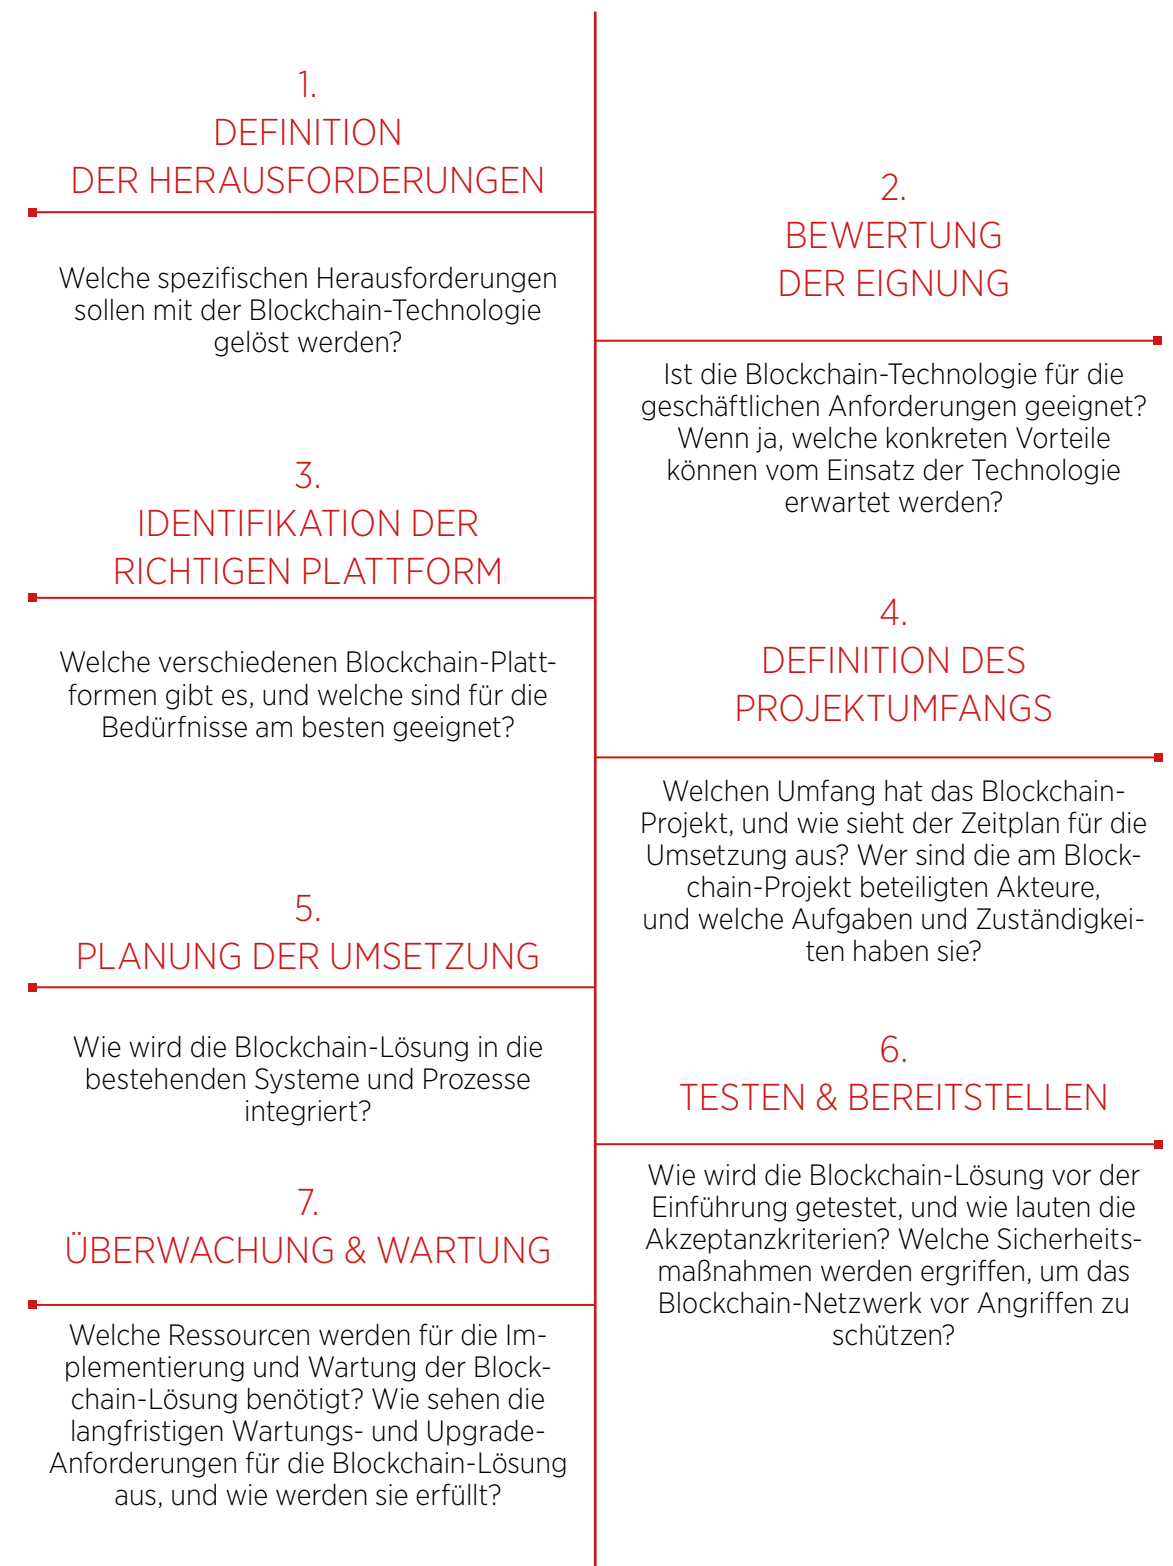 1.
DEFINITION
DER HERAUSFORDERUNGEN
Welche spezifischen Herausforderungen
sollen mit der Blockchain-Technologie
gelöst werden?
2.
BEWERTUNG
DER EIGNUNG
Ist die Blockchain-Technologie für die
geschäftlichen Anforderungen geeignet?
Wenn ja, welche konkreten Vorteile
können vom Einsatz der Technologie
erwartet werden?
3.
IDENTIFIKATION DER
RICHTIGEN PLATTFORM
Welche verschiedenen Blockchain-Platt-
formen gibt es, und welche sind für die
Bedürfnisse am besten geeignet?
4.
DEFINITION DES
PROJEKTUMFANGS
Welchen Umfang hat das Blockchain-
Projekt, und wie sieht der Zeitplan für die
Umsetzung aus? Wer sind die am Block-
chain-Projekt beteiligten Akteure,
und welche Aufgaben und Zuständigkei-
ten haben sie?
5.
PLANUNG DER UMSETZUNG
Wie wird die Blockchain-Lösung in die
bestehenden Systeme und Prozesse
integriert?
6.
TESTEN & BEREITSTELLEN
Wie wird die Blockchain-Lösung vor der
Einführung getestet, und wie lauten die
Akzeptanzkriterien? Welche Sicherheits-
maßnahmen werden ergriffen, um das
Blockchain-Netzwerk vor Angriffen zu
schützen?
7.
ÜBERWACHUNG & WARTUNG
Welche Ressourcen werden für die Im-
plementierung und Wartung der Block-
chain-Lösung benötigt? Wie sehen die
langfristigen Wartungs- und Upgrade-
Anforderungen für die Blockchain-Lösung
aus, und wie werden sie erfüllt?